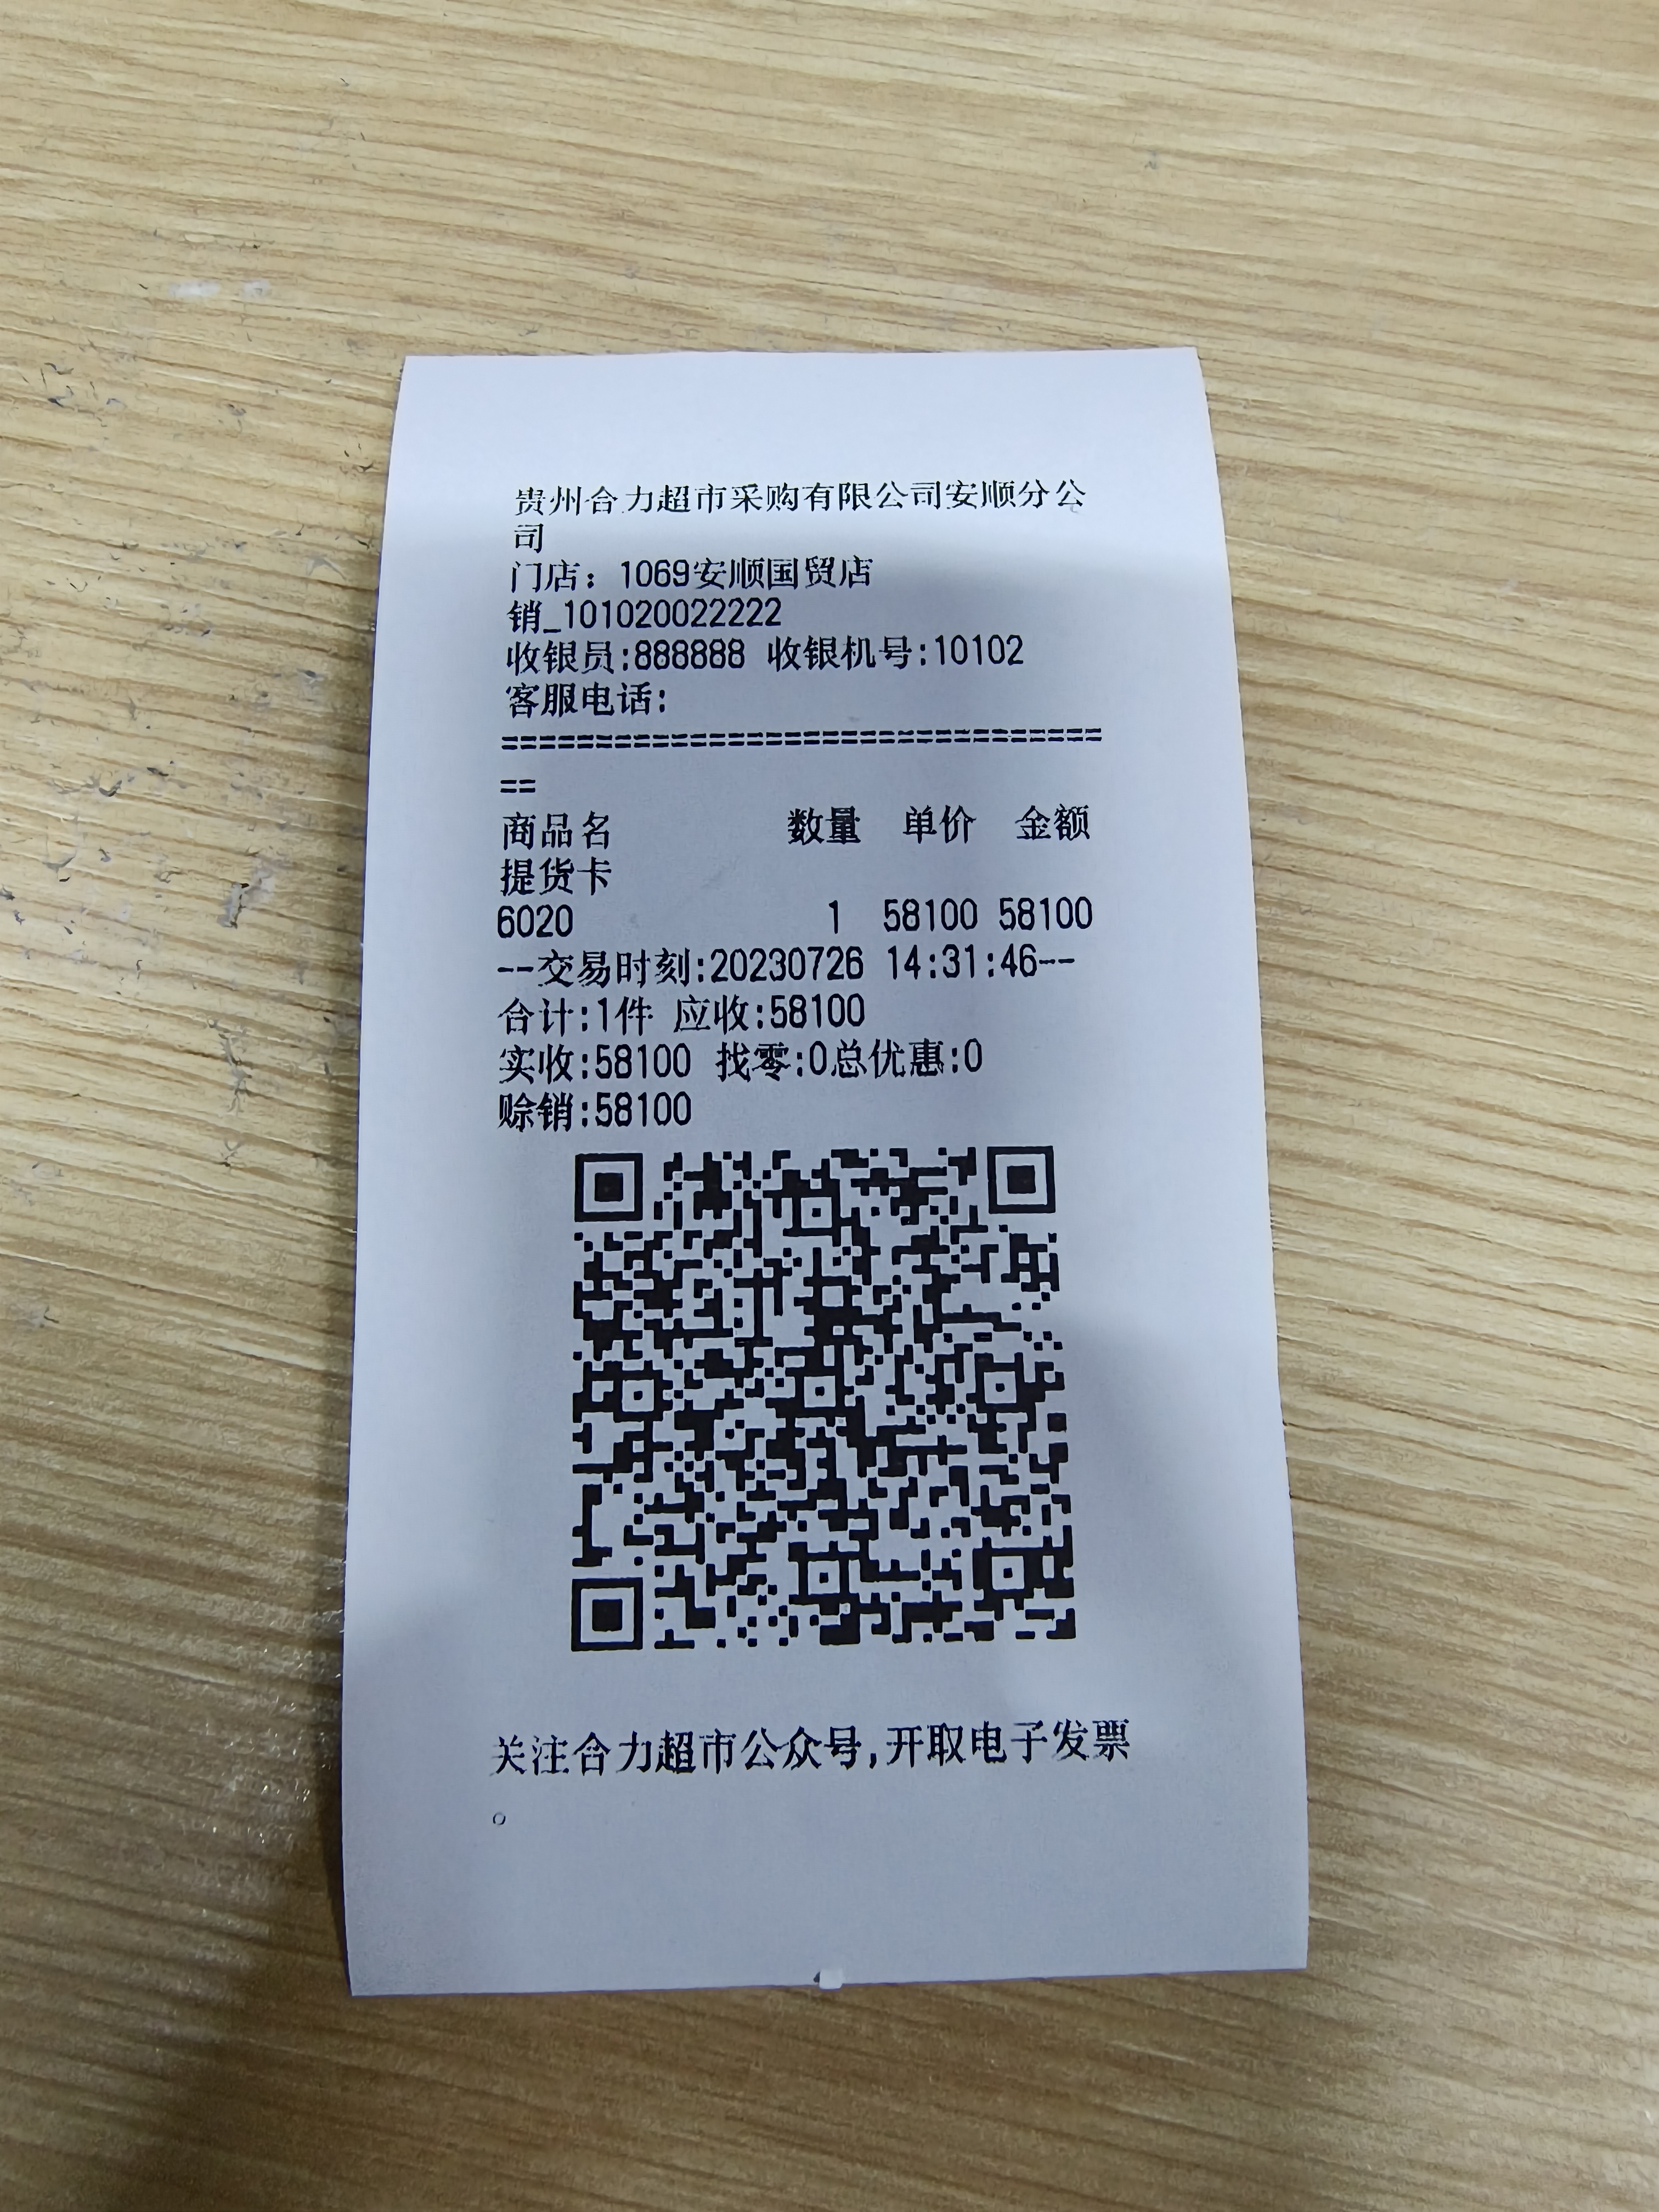 贵州合力超市采购有限公司安顺分公
司
门店：1069安顺国贸店
销_101020022222
收银员:888888 收银机号:10102
客服电话:
================================
==
商品名 数量 单价 金额
提货卡
6020 1 58100 58100
--交易时刻:20230726 14:31:46--
合计:1件 应收:58100
实收:58100 找零:0总优惠:0
赊销:58100
关注合力超市公众号,开取电子发票
。